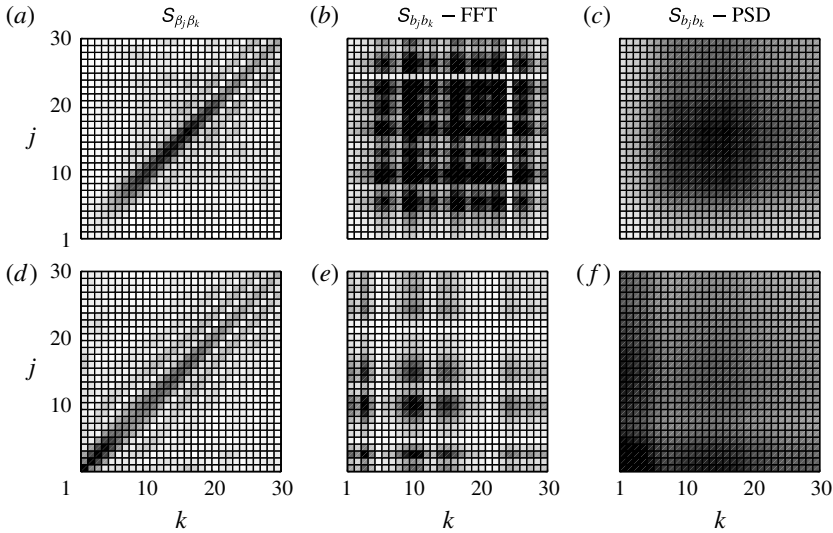 (a) S_{β_jβ_k} (b) S_{b_jb_k} – FFT (c) S_{b_jb_k} – PSD
30
20
j
10
1
(d) (e) (f)
30
20
j
10
1 10 20 30 1 10 20 30 1 10 20 30
k k k